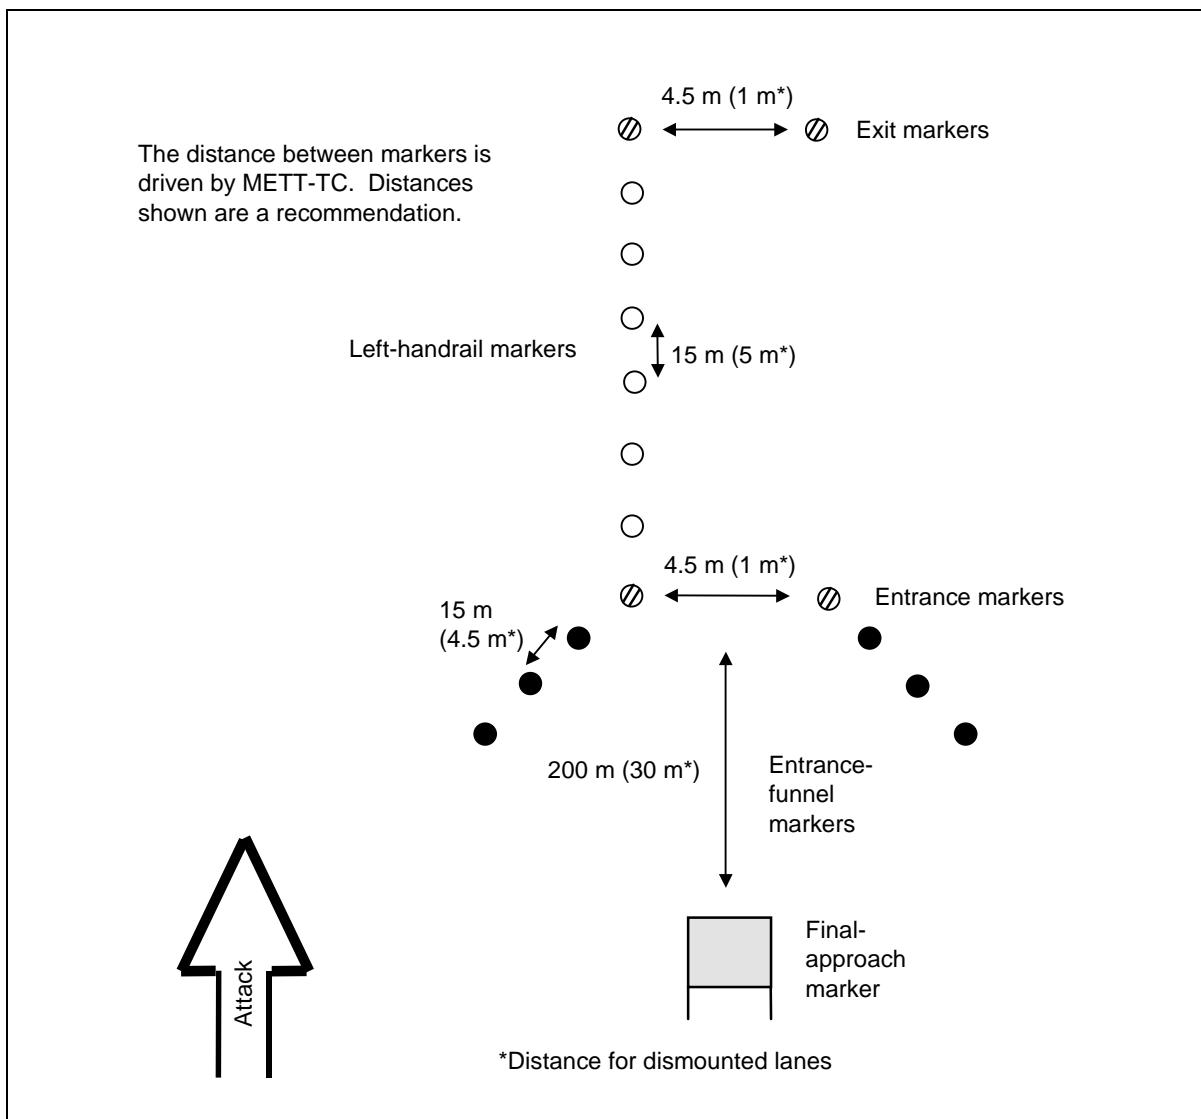 4.5 m (1 m*)
Exit markers
The distance between markers is
driven by METT-TC.  Distances
shown are a recommendation.
Left-handrail markers
15 m (5 m*)
4.5 m (1 m*)
Entrance markers
15 m
(4.5 m*)
200 m (30 m*)
Entrance-
funnel
markers
Final-
approach
marker
Attack
*Distance for dismounted lanes